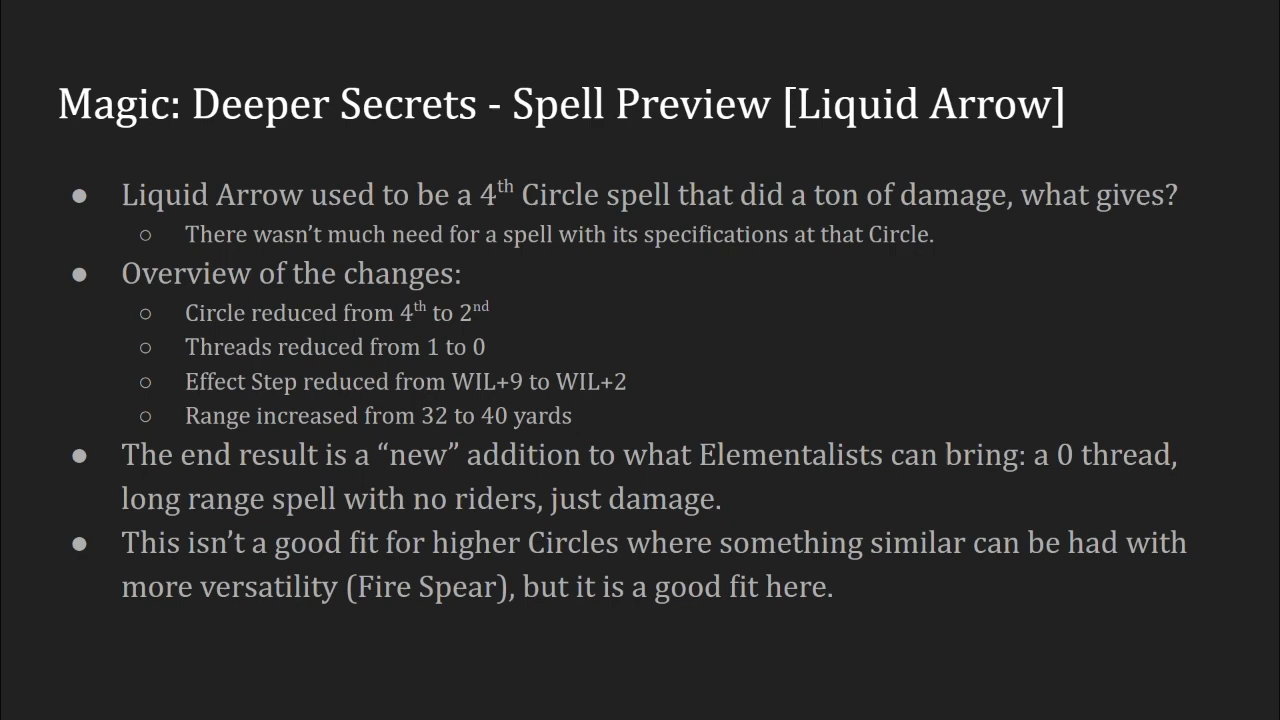 Magic: Deeper Secrets - Spell Preview [Liquid Arrow]
● Liquid Arrow used to be a 4th Circle spell that did a ton of damage, what gives?
○ There wasn’t much need for a spell with its specifications at that Circle.
● Overview of the changes:
○ Circle reduced from 4th to 2nd
○ Threads reduced from 1 to 0
○ Effect Step reduced from WIL+9 to WIL+2
○ Range increased from 32 to 40 yards
● The end result is a “new” addition to what Elementalists can bring: a 0 thread,
long range spell with no riders, just damage.
● This isn’t a good fit for higher Circles where something similar can be had with
more versatility (Fire Spear), but it is a good fit here.